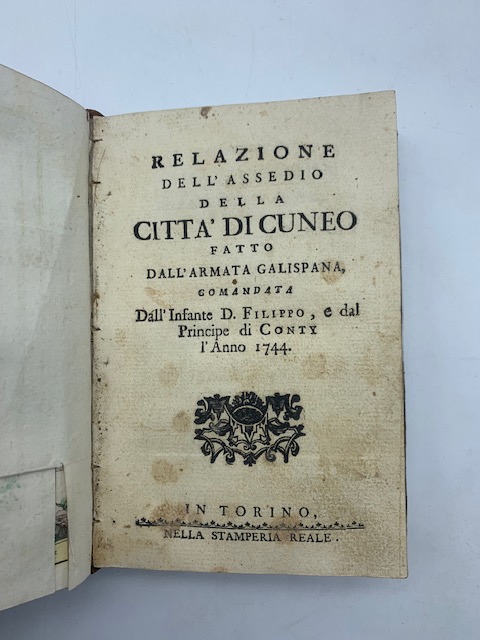 RELAZIONE
DELL'ASSEDIO
DELLA
CITTA' DI CUNEO
FATTO
DALL'ARMATA GALISPANA,
COMANDATA
Dall'Infante D. FILIPPO, e dal
Principe di CONTY
l'Anno 1744.
IN TORINO,
NELLA STAMPERIA REALE.